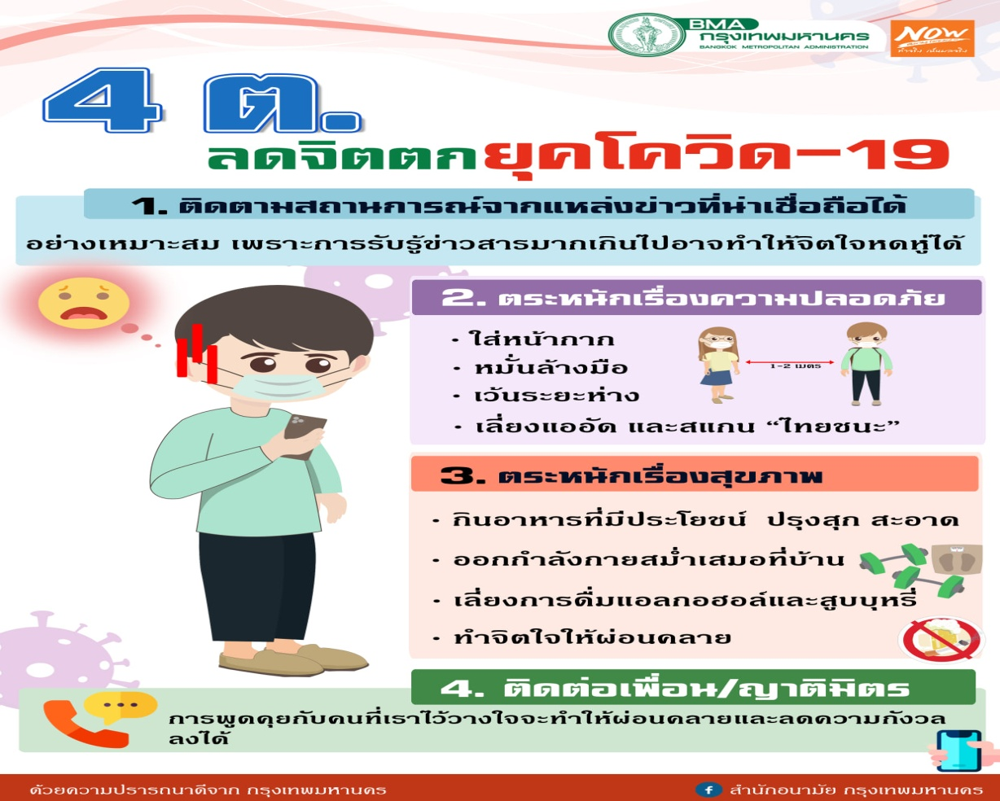 BMA
กรุงเทพมหานคร
BANGKOK METROPOLITAN ADMINISTRATION
NOW
4 ต.
ลดจิตตกยุคโควิด-19
1. ติดตามสถานการณ์จากแหล่งข่าวที่น่าเชื่อถือได้
อย่างเหมาะสม เพราะการรับรู้ข่าวสารมากเกินไปอาจทำให้จิตใจหดหู่ได้
2. ตระหนักเรื่องความปลอดภัย
• ใส่หน้ากาก
• หมั่นล้างมือ
• เว้นระยะห่าง
1-2 เมตร
• เลี่ยงแออัด และสแกน “ไทยชนะ”
3. ตระหนักเรื่องสุขภาพ
• กินอาหารที่มีประโยชน์ ปรุงสุก สะอาด
• ออกกำลังกายสม่ำเสมอที่บ้าน
• เลี่ยงการดื่มแอลกอฮอล์และสูบบุหรี่
• ทำจิตใจให้ผ่อนคลาย
4. ติดต่อเพื่อน/ญาติมิตร
การพูดคุยกับคนที่เราไว้วางใจจะทำให้ผ่อนคลายและลดความกังวล
ลงได้
ด้วยความปรารถนาดีจาก กรุงเทพมหานคร
สำนักอนามัย กรุงเทพมหานคร